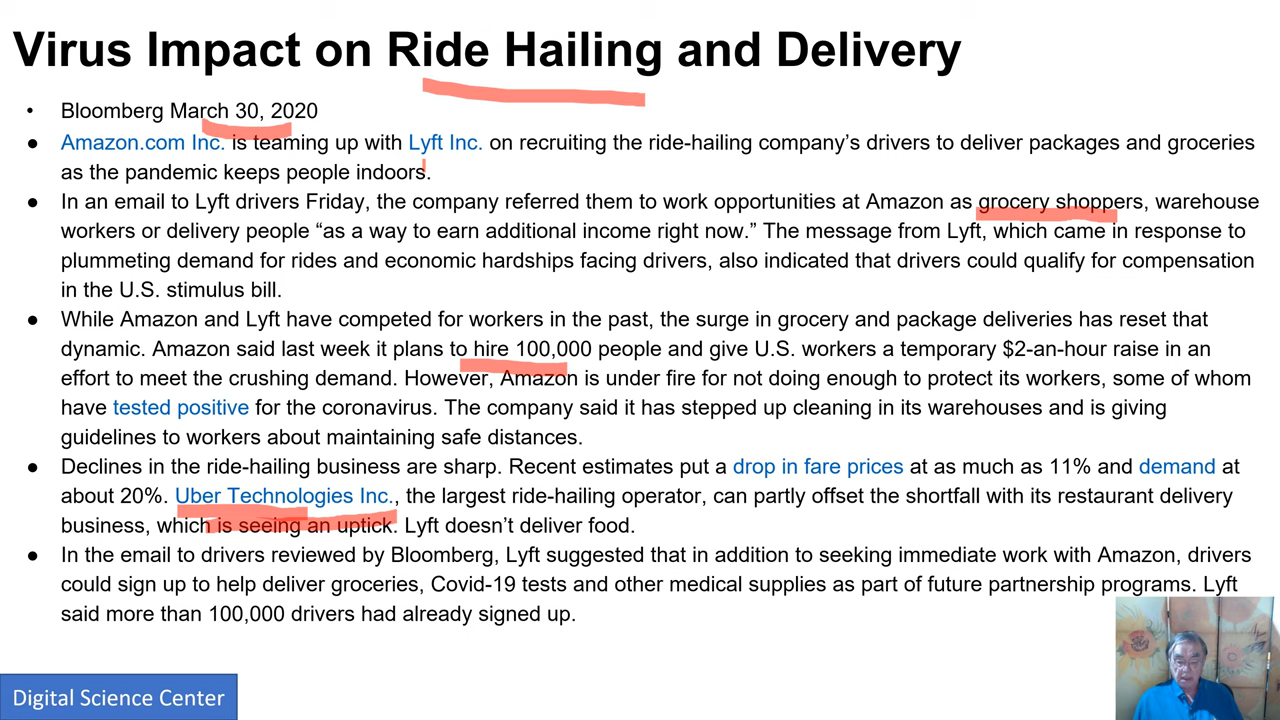 Virus Impact on Ride Hailing and Delivery
• Bloomberg March 30, 2020
● Amazon.com Inc. is teaming up with Lyft Inc. on recruiting the ride-hailing company’s drivers to deliver packages and groceries
as the pandemic keeps people indoors.
● In an email to Lyft drivers Friday, the company referred them to work opportunities at Amazon as grocery shoppers, warehouse
workers or delivery people “as a way to earn additional income right now.” The message from Lyft, which came in response to
plummeting demand for rides and economic hardships facing drivers, also indicated that drivers could qualify for compensation
in the U.S. stimulus bill.
● While Amazon and Lyft have competed for workers in the past, the surge in grocery and package deliveries has reset that
dynamic. Amazon said last week it plans to hire 100,000 people and give U.S. workers a temporary $2-an-hour raise in an
effort to meet the crushing demand. However, Amazon is under fire for not doing enough to protect its workers, some of whom
have tested positive for the coronavirus. The company said it has stepped up cleaning in its warehouses and is giving
guidelines to workers about maintaining safe distances.
● Declines in the ride-hailing business are sharp. Recent estimates put a drop in fare prices at as much as 11% and demand at
about 20%. Uber Technologies Inc., the largest ride-hailing operator, can partly offset the shortfall with its restaurant delivery
business, which is seeing an uptick. Lyft doesn’t deliver food.
● In the email to drivers reviewed by Bloomberg, Lyft suggested that in addition to seeking immediate work with Amazon, drivers
could sign up to help deliver groceries, Covid-19 tests and other medical supplies as part of future partnership programs. Lyft
said more than 100,000 drivers had already signed up.
Digital Science Center